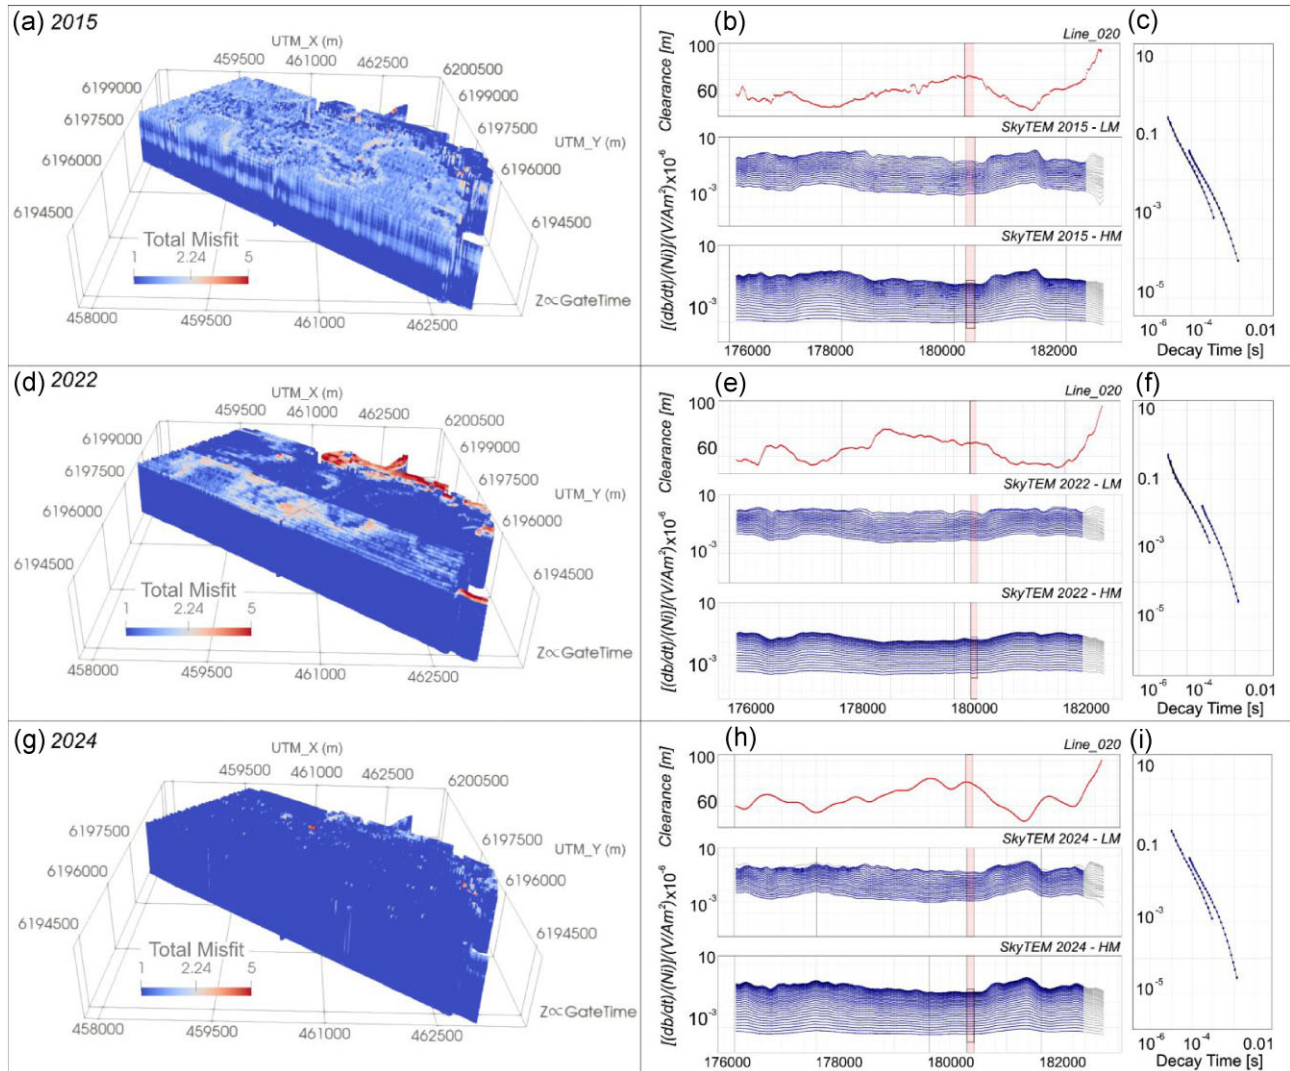 (a) 2015
UTM_X (m)
459500 461000 462500
6200500
6199000
6197500
UTM_Y (m)
6196000
6194500
6199000
6197500
6196000
6194500
Total Misfit
1 2.24 5
Z∝GateTime
458000 459500 461000 462500
(b)
Line_020
Clearance [m]
100
60
SkyTEM 2015 - LM
10
10⁻³
SkyTEM 2015 - HM
10
10⁻³
[(db/dt)/(Ni)]/(V/Am²)x10⁻⁶
176000 178000 180000 182000
(c)
10
0.1
10⁻³
10⁻⁵
10⁻⁶ 10⁻⁴ 0.01
Decay Time [s]
(d) 2022
UTM_X (m)
459500 461000 462500
6200500
6199000
6197500
UTM_Y (m)
6196000
6194500
6199000
6197500
6196000
6194500
Total Misfit
1 2.24 5
Z∝GateTime
458000 459500 461000 462500
(e)
Line_020
Clearance [m]
100
60
SkyTEM 2022 - LM
10
10⁻³
SkyTEM 2022 - HM
10
10⁻³
[(db/dt)/(Ni)]/(V/Am²)x10⁻⁶
176000 178000 180000 182000
(f)
10
0.1
10⁻³
10⁻⁵
10⁻⁶ 10⁻⁴ 0.01
Decay Time [s]
(g) 2024
UTM_X (m)
459500 461000 462500
6200500
6197500
UTM_Y (m)
6196000
6194500
6197500
6196000
6194500
Total Misfit
1 2.24 5
Z∝GateTime
458000 459500 461000 462500
(h)
Line_020
Clearance [m]
100
60
SkyTEM 2024 - LM
10
10⁻³
SkyTEM 2024 - HM
10
10⁻³
[(db/dt)/(Ni)]/(V/Am²)x10⁻⁶
176000 178000 180000 182000
(i)
10
0.1
10⁻³
10⁻⁵
10⁻⁶ 10⁻⁴ 0.01
Decay Time [s]